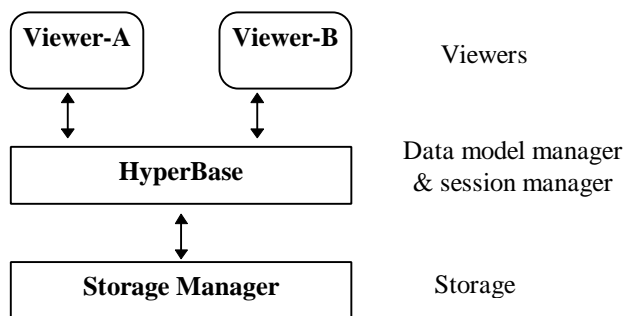 Viewer-A
Viewer-B
Viewers
HyperBase
Data model manager
& session manager
Storage Manager
Storage